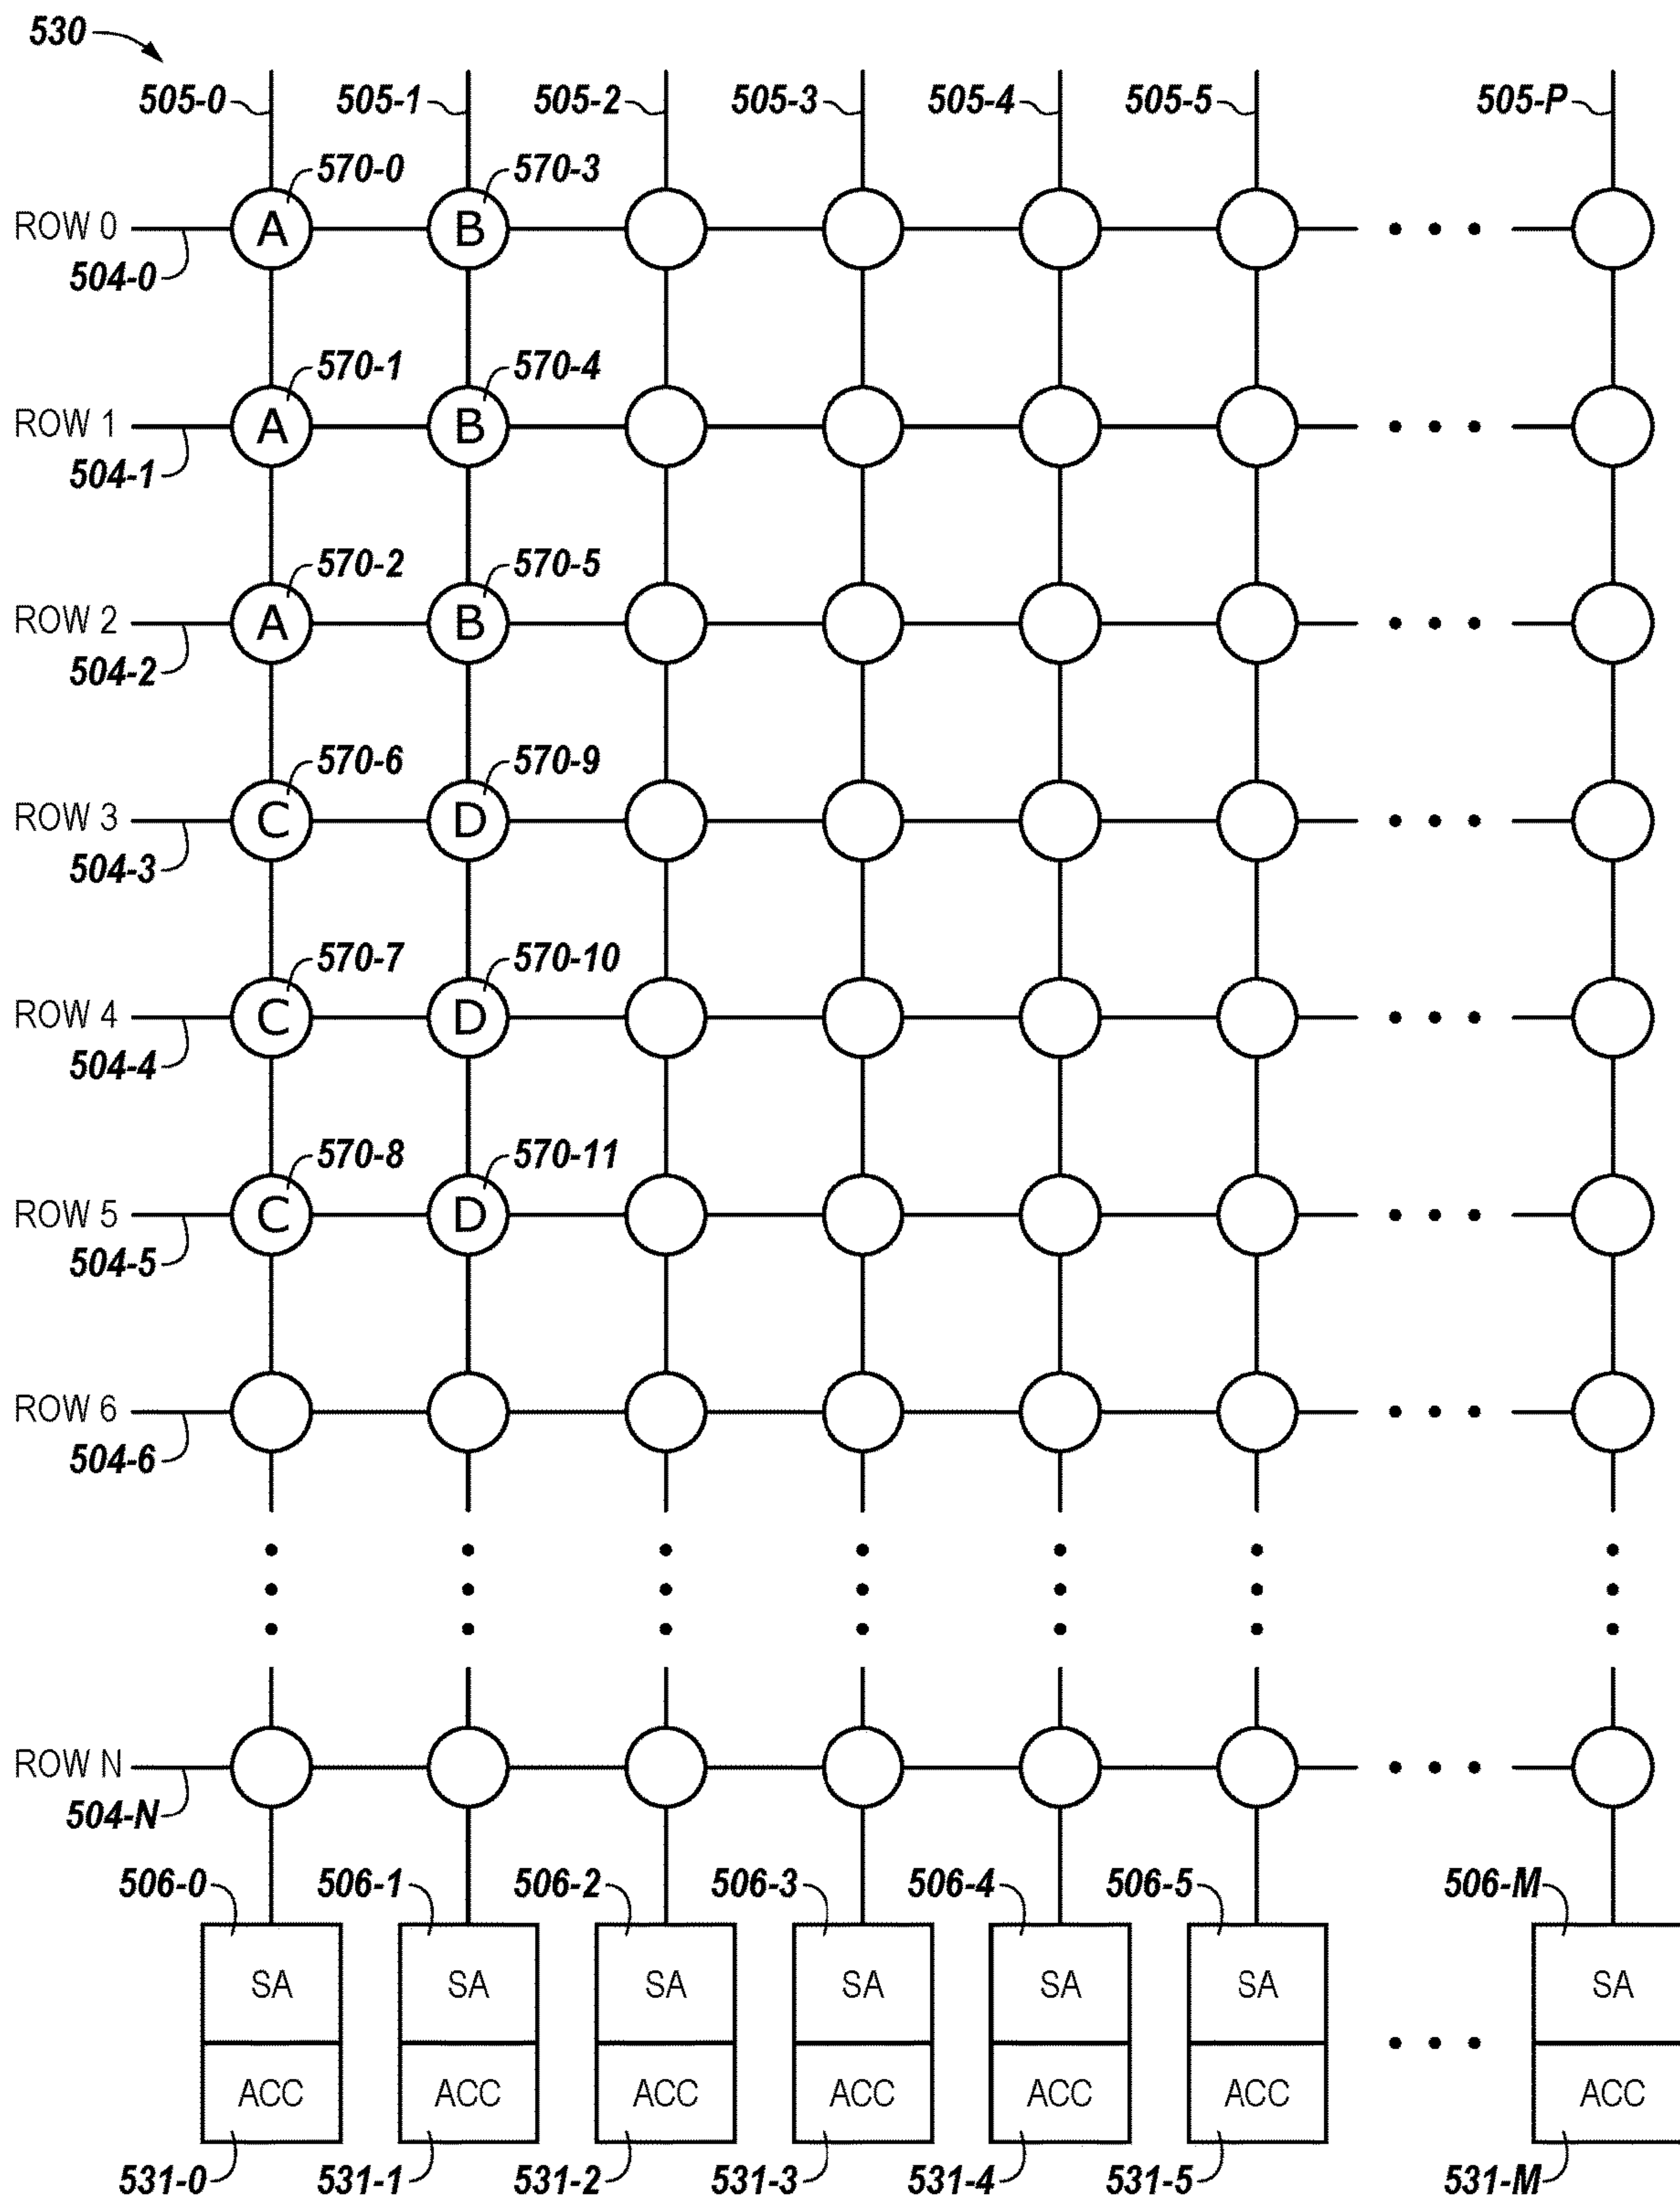 530
505-0 505-1 505-2 505-3 505-4 505-5 505-P
570-0 570-3
ROW 0 A B
504-0
570-1 570-4
ROW 1 A B
504-1
570-2 570-5
ROW 2 A B
504-2
570-6 570-9
ROW 3 C D
504-3
570-7 570-10
ROW 4 C D
504-4
570-8 570-11
ROW 5 C D
504-5
ROW 6
504-6
ROW N
504-N
506-0 506-1 506-2 506-3 506-4 506-5 506-M
SA SA SA SA SA SA SA
ACC ACC ACC ACC ACC ACC ACC
531-0 531-1 531-2 531-3 531-4 531-5 531-M